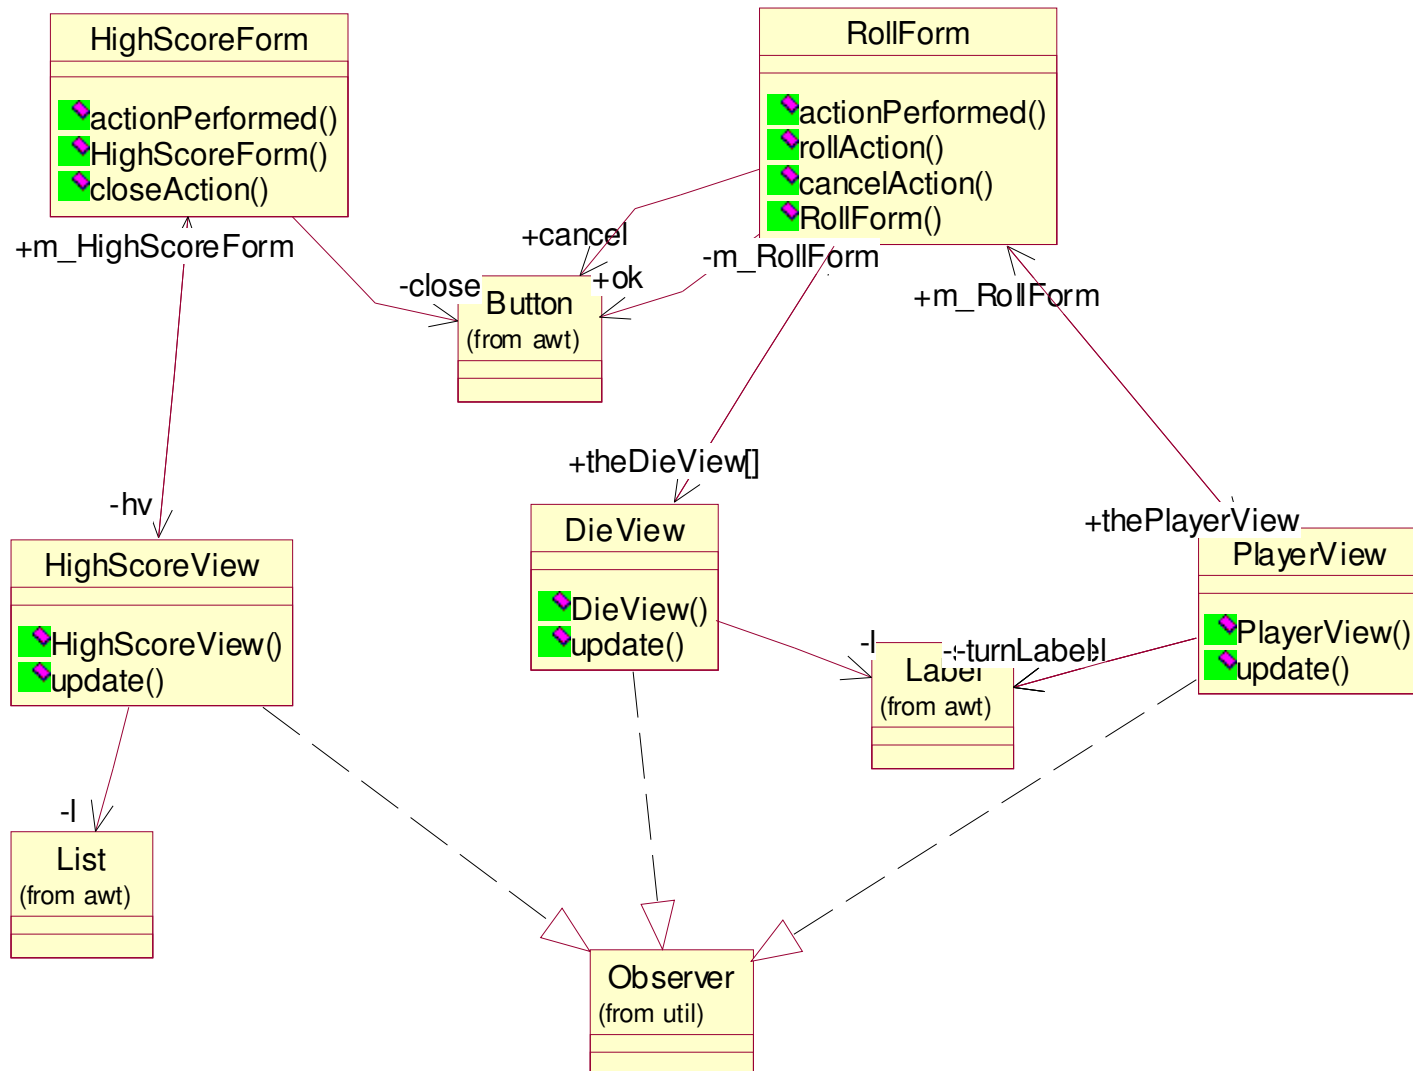 HighScoreForm
actionPerformed()
HighScoreForm()
closeAction()
+m_HighScoreForm
RollForm
actionPerformed()
rollAction()
cancelAction()
RollForm()
-m_RollForm
+m_RollForm
+cancel
+ok
-close
Button
(from awt)
-hv
+theDieView[]
+thePlayerView
HighScoreView
HighScoreView()
update()
DieView
DieView()
update()
PlayerView
PlayerView()
update()
-l
-turnLabel
Label
(from awt)
-l
List
(from awt)
Observer
(from util)